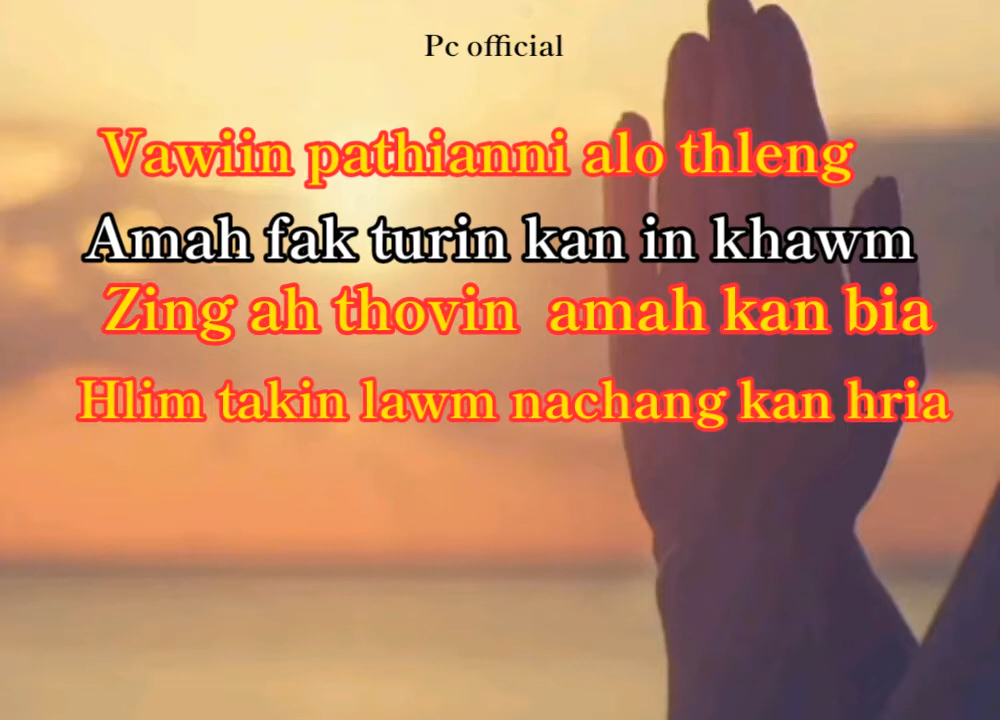 Pc official
Vawiin pathianni alo thleng
Amah fak turin kan in khawm
Zing ah thovin amah kan bia
Hlim takin lawm nachang kan hria